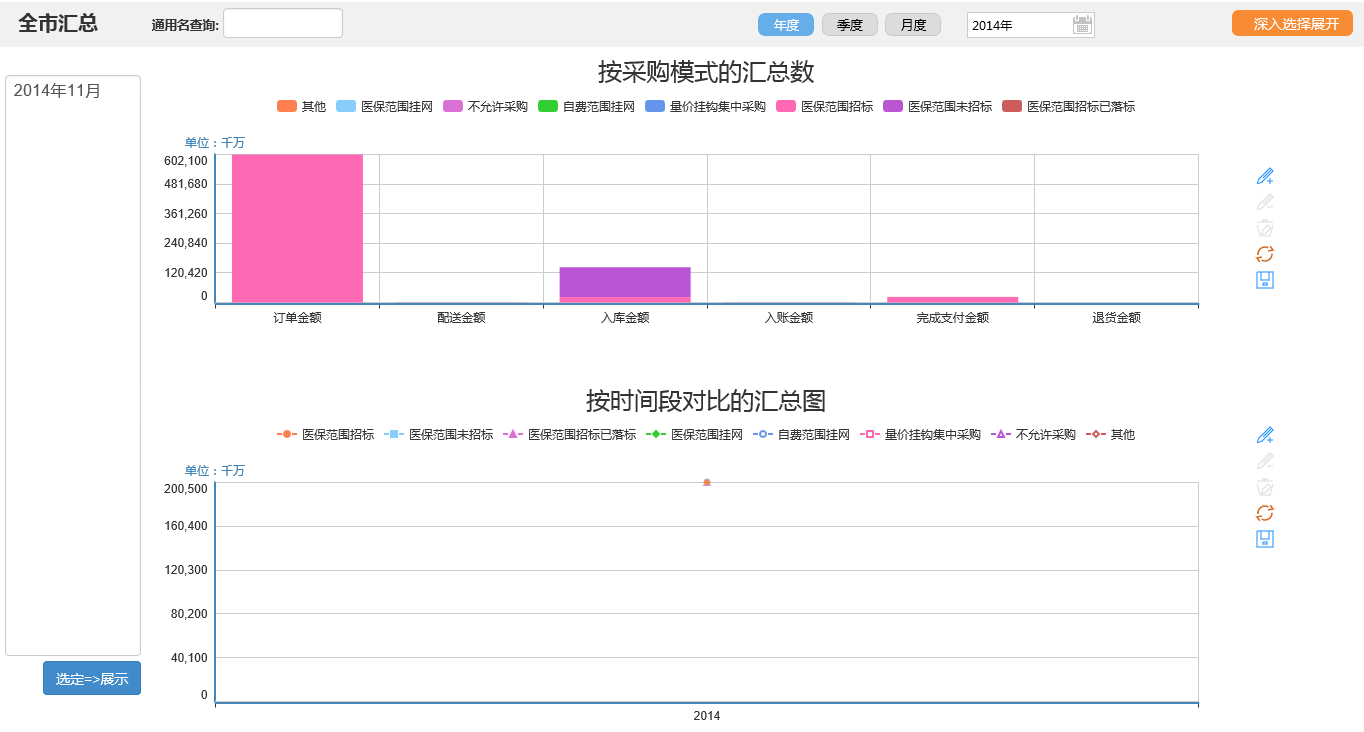 全市汇总 通用名查询: 年度 季度 月度 2014年 深入选择展开
2014年11月
选定=>展示
按采购模式的汇总数
其他 医保范围挂网 不允许采购 自费范围挂网 量价挂钩集中采购 医保范围招标 医保范围未招标 医保范围招标已落标
单位：千万
602,100
481,680
361,260
240,840
120,420
0
订单金额 配送金额 入库金额 入账金额 完成支付金额 退货金额
按时间段对比的汇总图
医保范围招标 医保范围未招标 医保范围招标已落标 医保范围挂网 自费范围挂网 量价挂钩集中采购 不允许采购 其他
单位：千万
200,500
160,400
120,300
80,200
40,100
0
2014